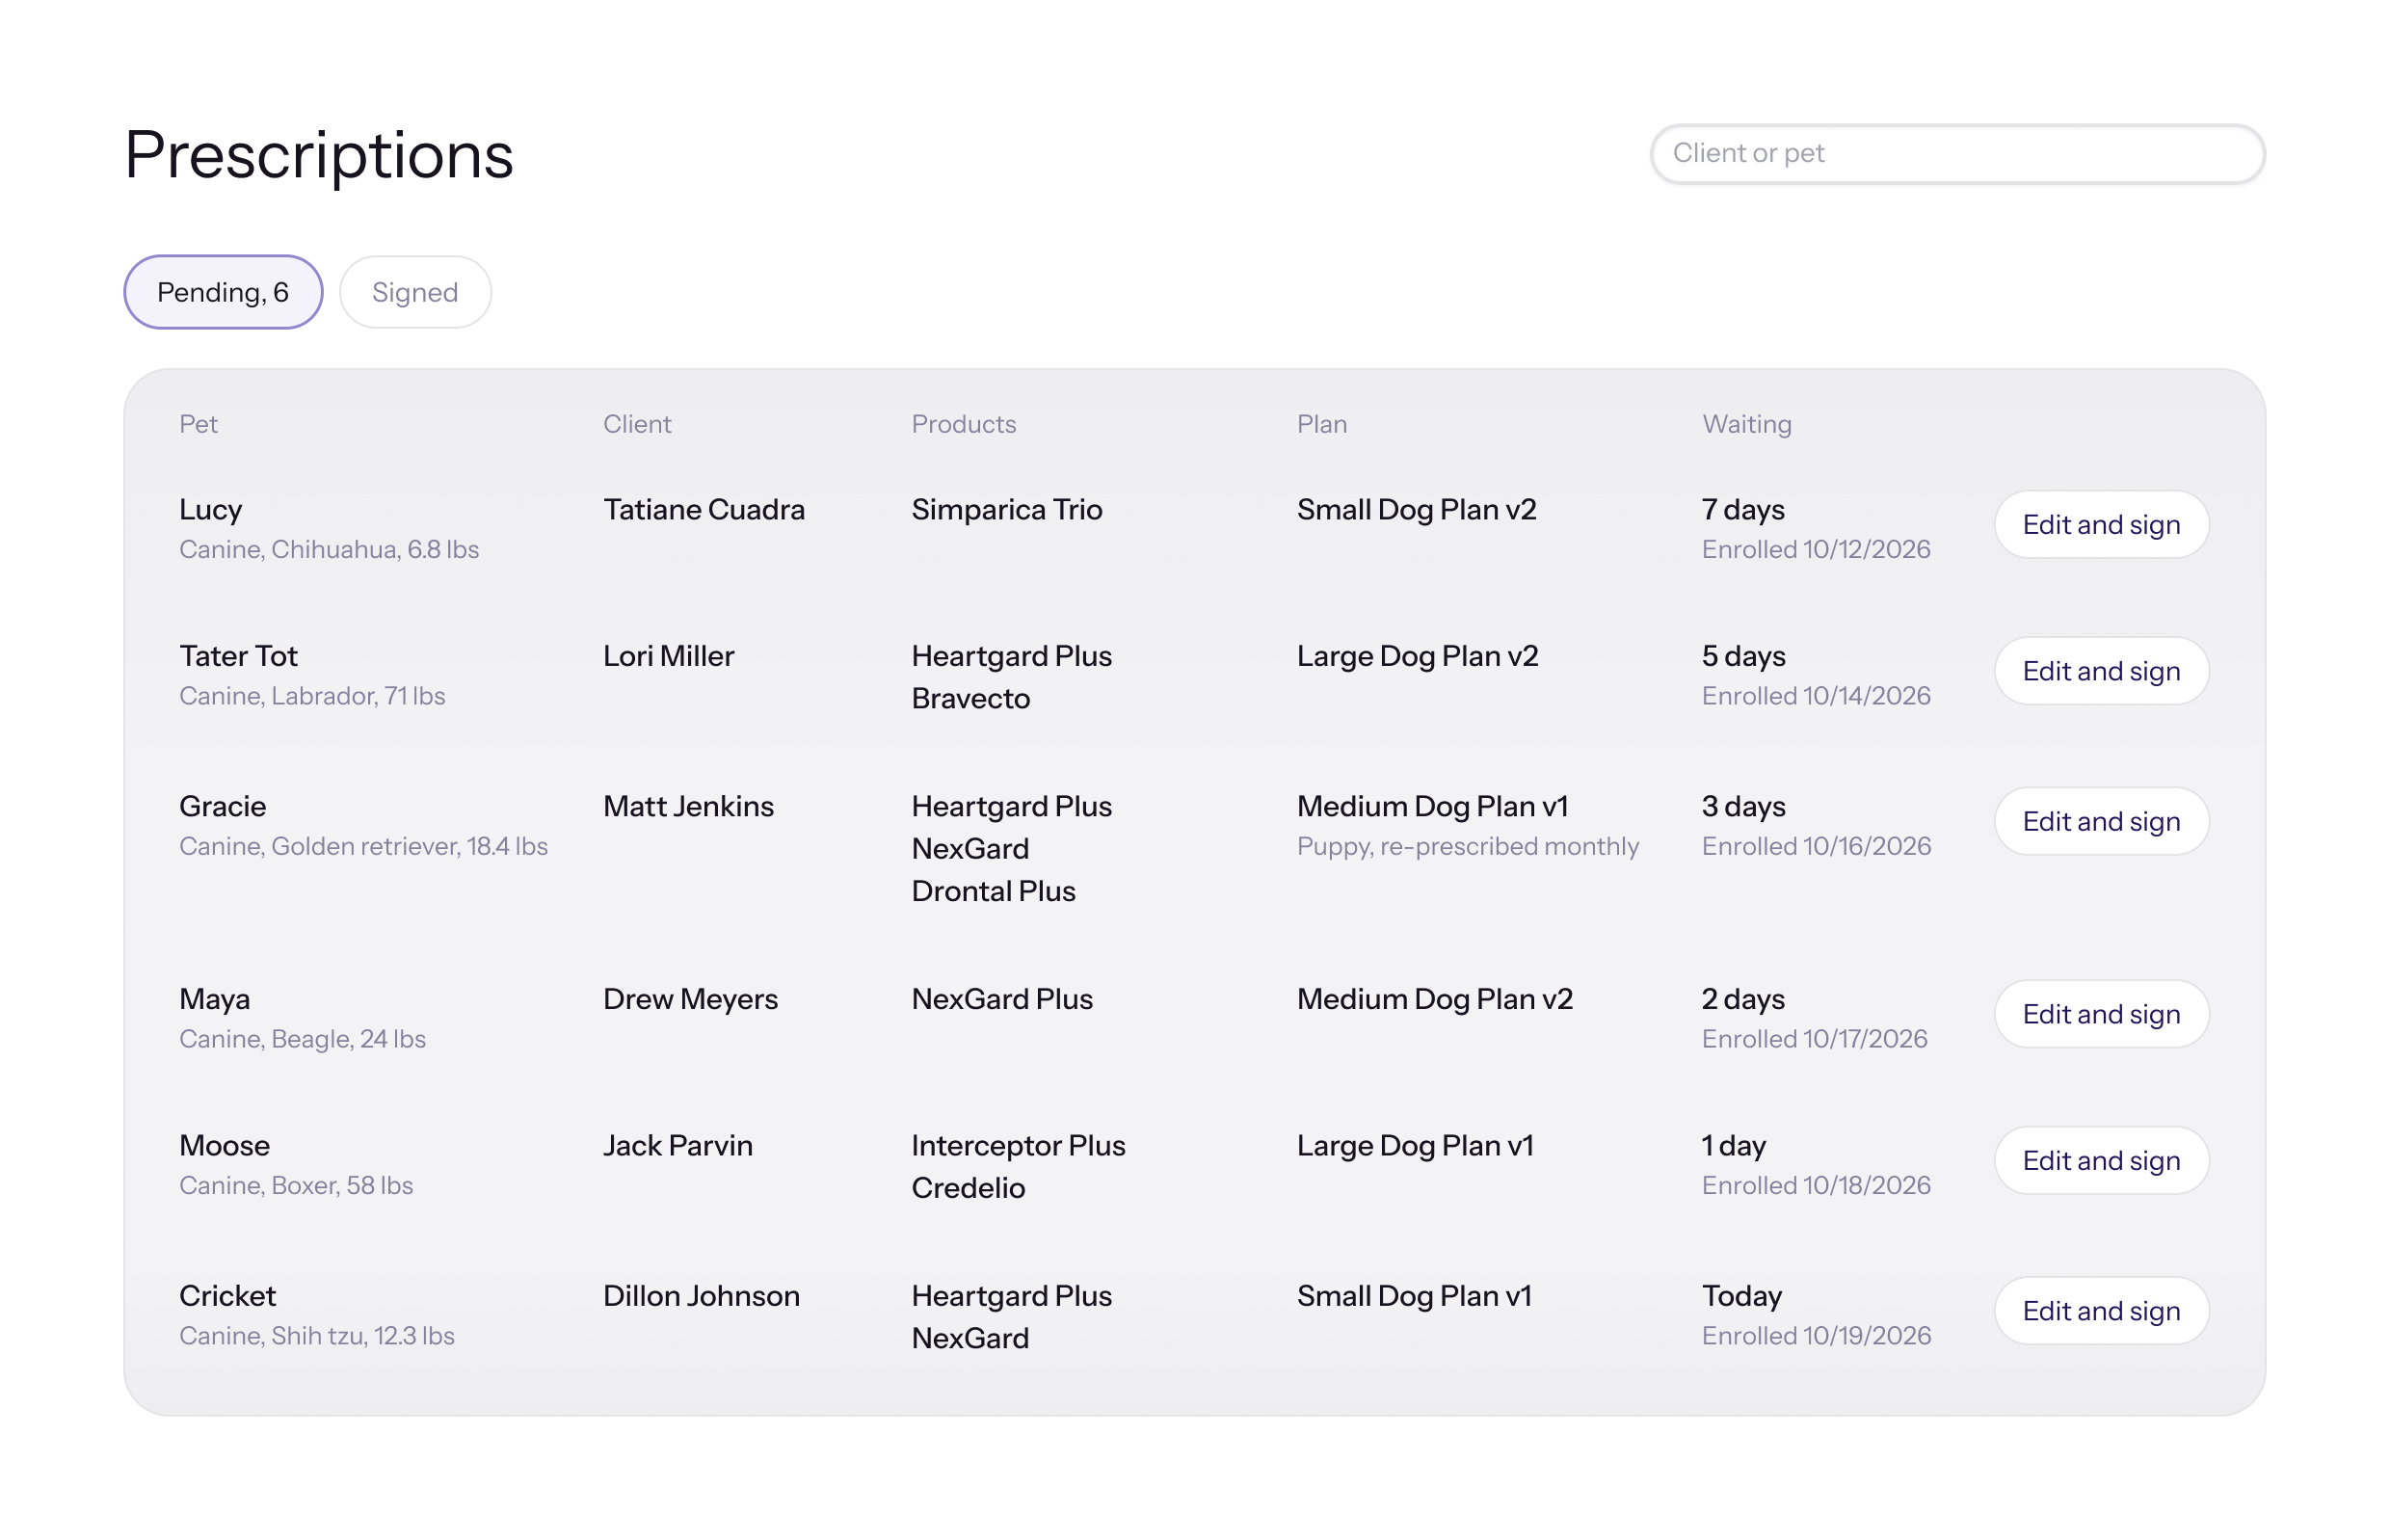 Prescriptions
Client or pet
Pending, 6
Signed
Pet Client Products Plan Waiting
Lucy Tatiane Cuadra Simparica Trio Small Dog Plan v2 7 days Edit and sign
Canine, Chihuahua, 6.8 lbs Enrolled 10/12/2026
Tater Tot Lori Miller Heartgard Plus Large Dog Plan v2 5 days Edit and sign
Canine, Labrador, 71 lbs Bravecto Enrolled 10/14/2026
Gracie Matt Jenkins Heartgard Plus Medium Dog Plan v1 3 days Edit and sign
Canine, Golden retriever, 18.4 lbs NexGard Puppy, re-prescribed monthly Enrolled 10/16/2026
Drontal Plus
Maya Drew Meyers NexGard Plus Medium Dog Plan v2 2 days Edit and sign
Canine, Beagle, 24 lbs Enrolled 10/17/2026
Moose Jack Parvin Interceptor Plus Large Dog Plan v1 1 day Edit and sign
Canine, Boxer, 58 lbs Credelio Enrolled 10/18/2026
Cricket Dillon Johnson Heartgard Plus Small Dog Plan v1 Today Edit and sign
Canine, Shih tzu, 12.3 lbs NexGard Enrolled 10/19/2026